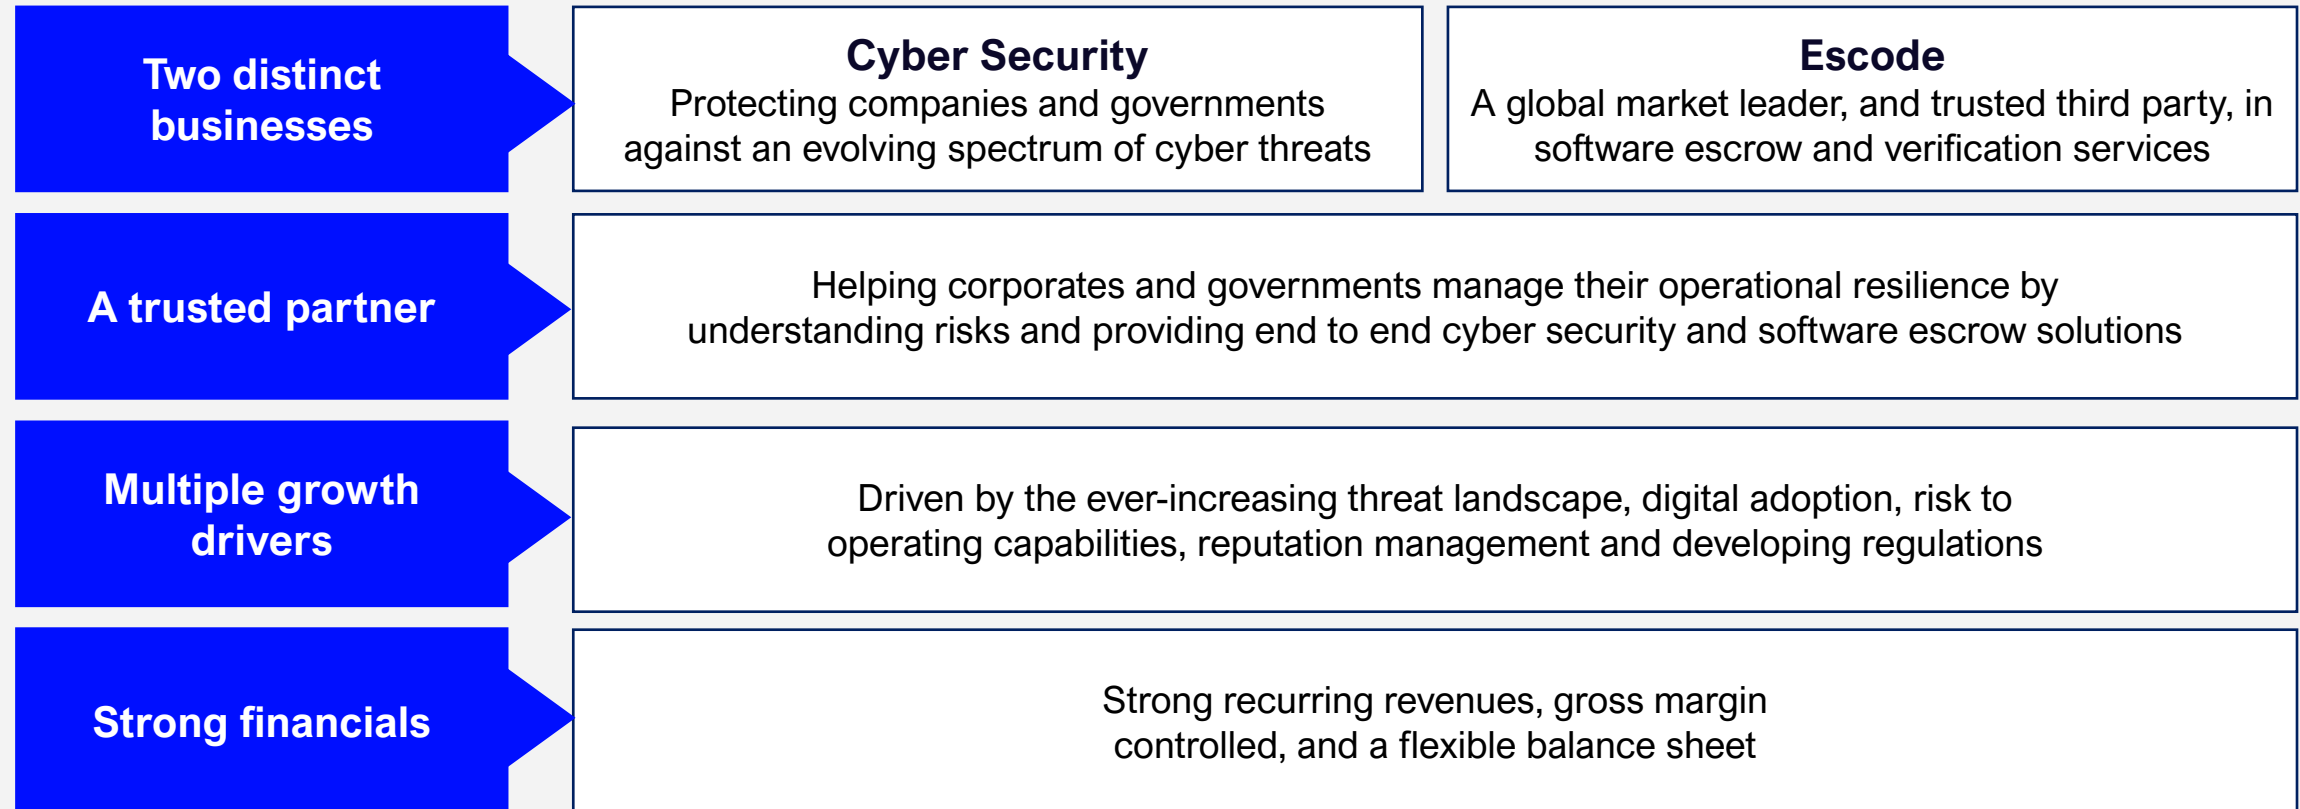 Two distinct
businesses
Cyber Security
Protecting companies and governments
against an evolving spectrum of cyber threats
Escode
A global market leader, and trusted third party, in
software escrow and verification services
A trusted partner
Helping corporates and governments manage their operational resilience by
understanding risks and providing end to end cyber security and software escrow solutions
Multiple growth
drivers
Driven by the ever-increasing threat landscape, digital adoption, risk to
operating capabilities, reputation management and developing regulations
Strong financials
Strong recurring revenues, gross margin
controlled, and a flexible balance sheet